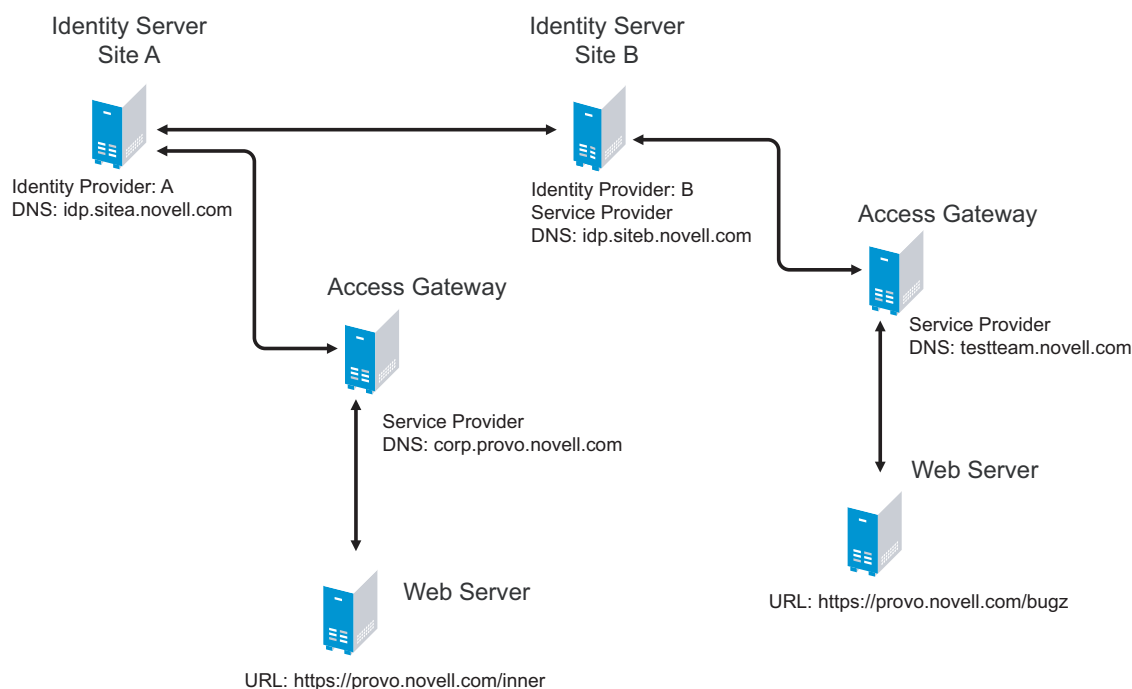 Identity Server
Site A
Identity Server
Site B
Identity Provider: A
DNS: idp.sitea.novell.com
Identity Provider: B
Service Provider
DNS: idp.siteb.novell.com
Access Gateway
Access Gateway
Service Provider
DNS: testteam.novell.com
Service Provider
DNS: corp.provo.novell.com
Web Server
Web Server
URL: https://provo.novell.com/bugz
URL: https://provo.novell.com/inner